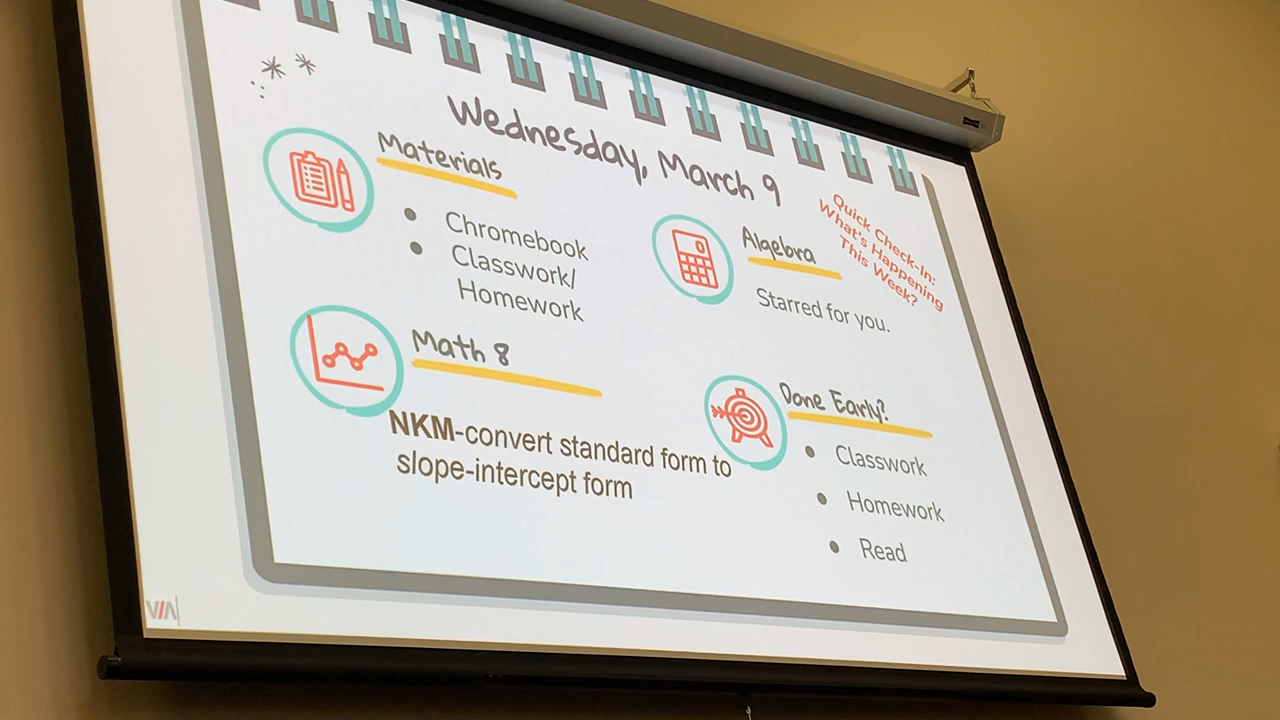 Wednesday, March 9
Materials
Chromebook
Classwork/
Homework
Quick Check-In:
What's Happening
This Week?
Algebra
Starred for you.
Math 8
NKM-convert standard form to
slope-intercept form
Done Early?
Classwork
Homework
Read
VIA